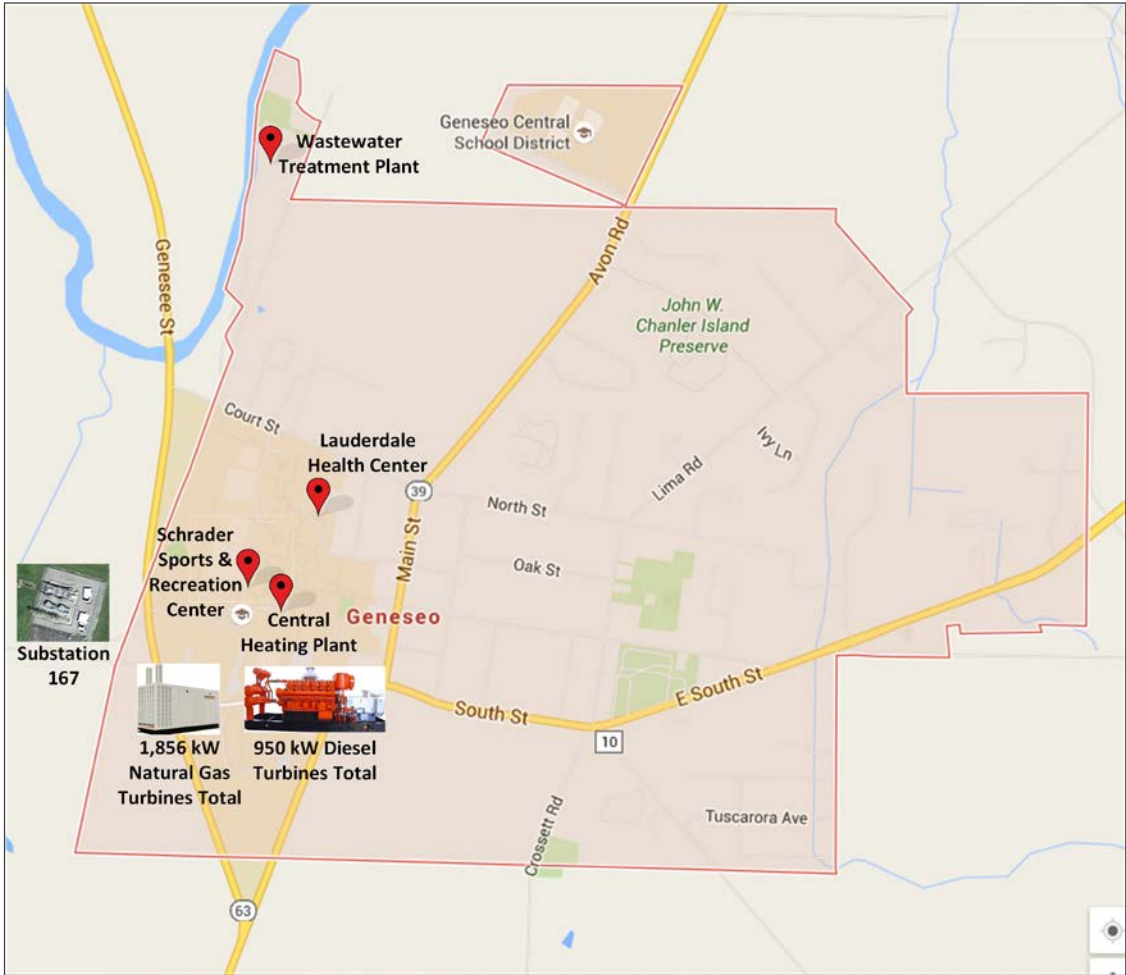 Geneseo Central
School District
Wastewater
Treatment Plant
Genesee St
Avon Rd
John W.
Chanler Island
Preserve
Court St
Lauderdale
Health Center
Ivy Ln
Lima Rd
39
North St
Main St
Schrader
Sports &
Recreation
Center
Oak St
Central
Heating Plant
Geneseo
Substation
167
E South St
South St
10
1,856 kW
Natural Gas
Turbines Total
950 kW Diesel
Turbines Total
Crossett Rd
Tuscarora Ave
63